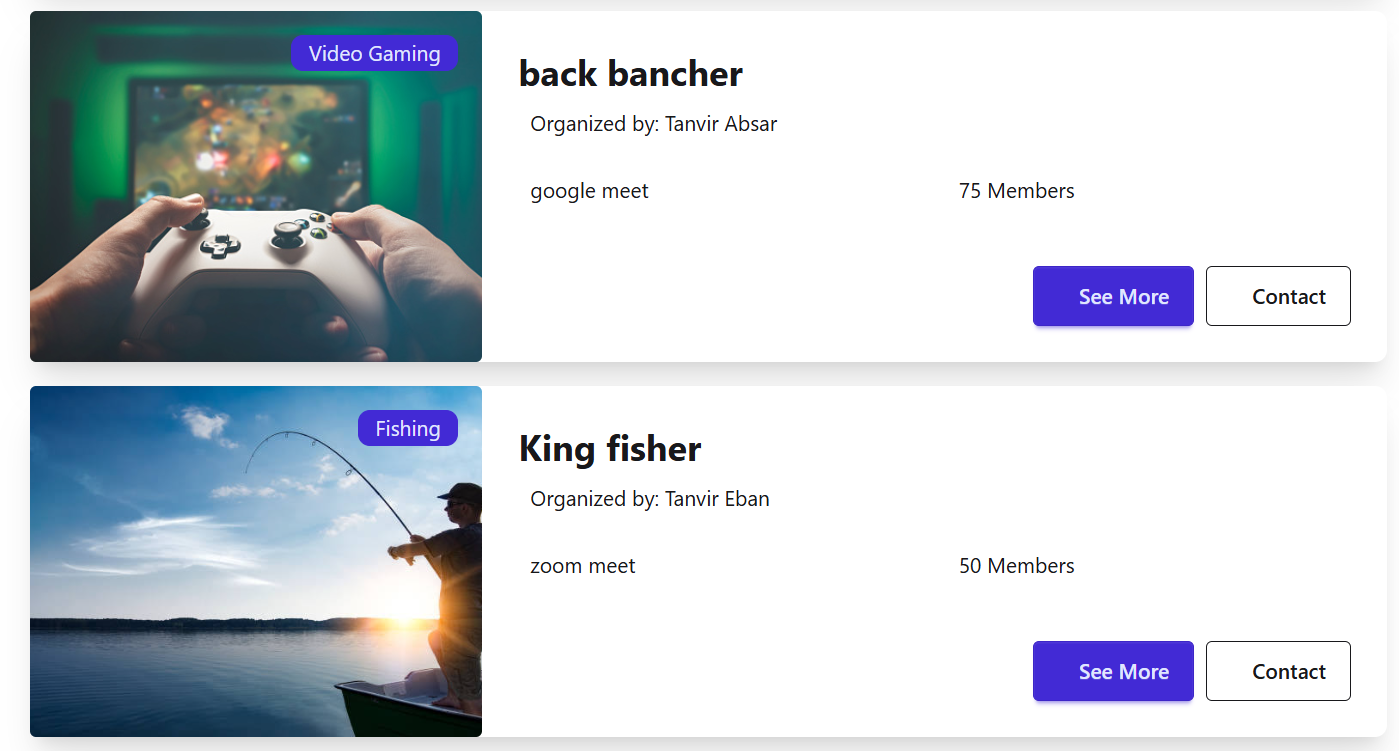 Video Gaming
back bancher
Organized by: Tanvir Absar
google meet
75 Members
See More
Contact
Fishing
King fisher
Organized by: Tanvir Eban
zoom meet
50 Members
See More
Contact